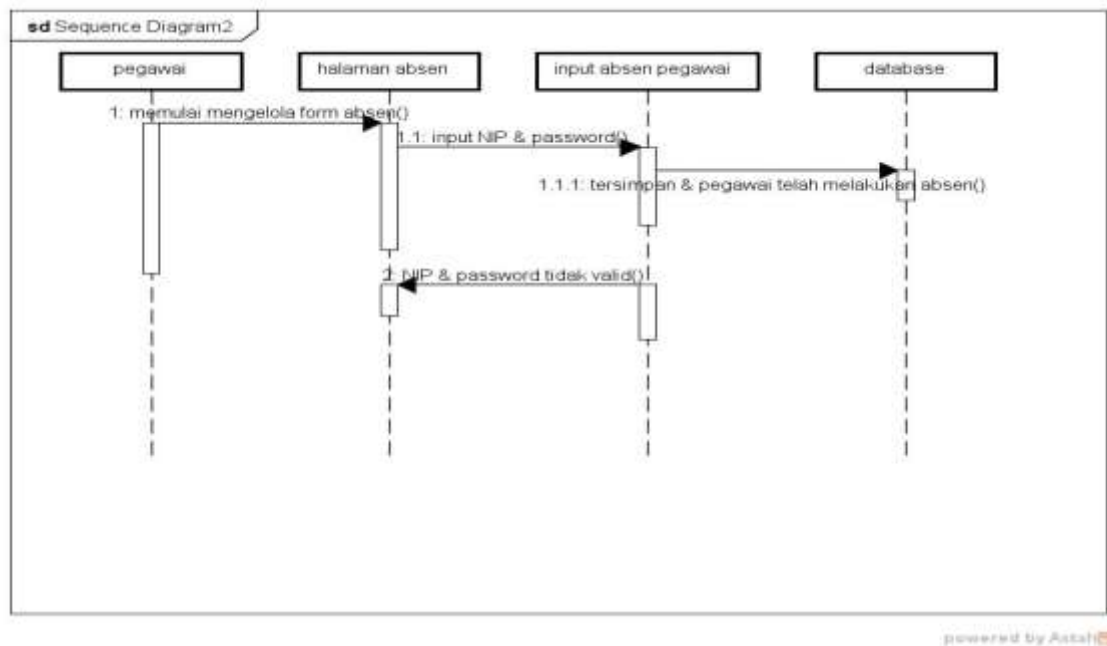 sd Sequence Diagram2
pegawai
halaman absen
input absen pegawai
database
1: memulai mengelola form absen()
1.1: input NIP & password()
1.1.1: tersimpan & pegawai telah melakukan absen()
2: NIP & password tidak valid()
powered by Astah